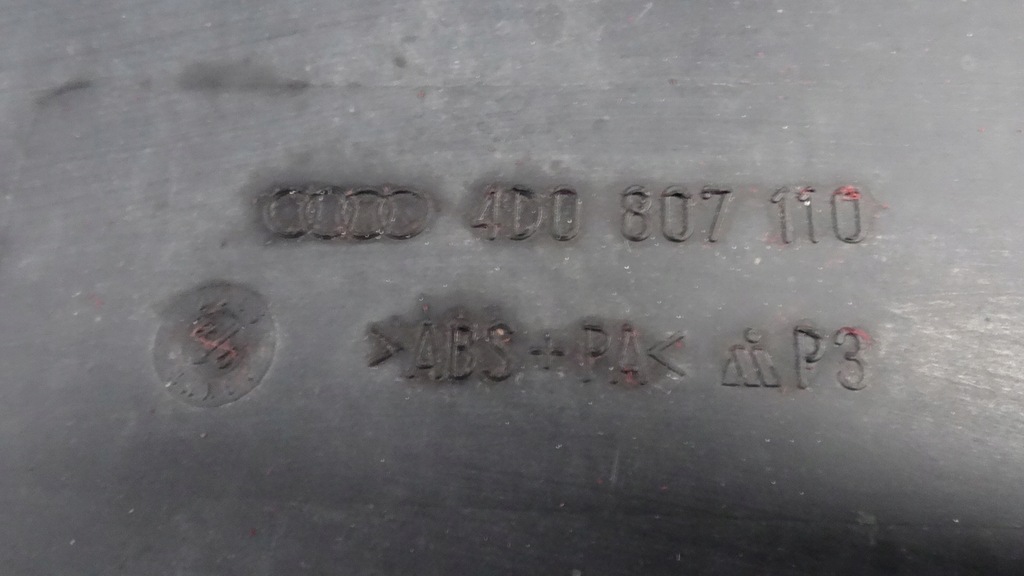 4D0 807 110
>ABS + PA< P3